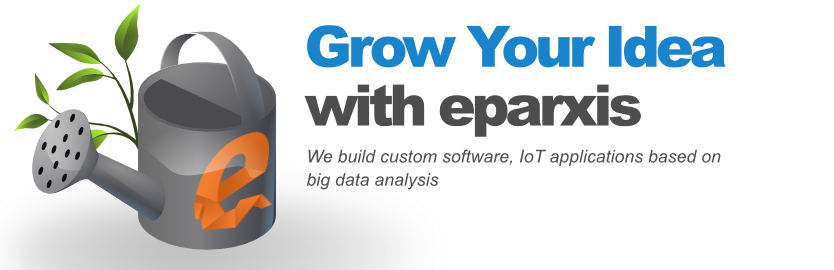 Grow Your Idea
with eparxis
We build custom software, IoT applications based on
big data analysis
e